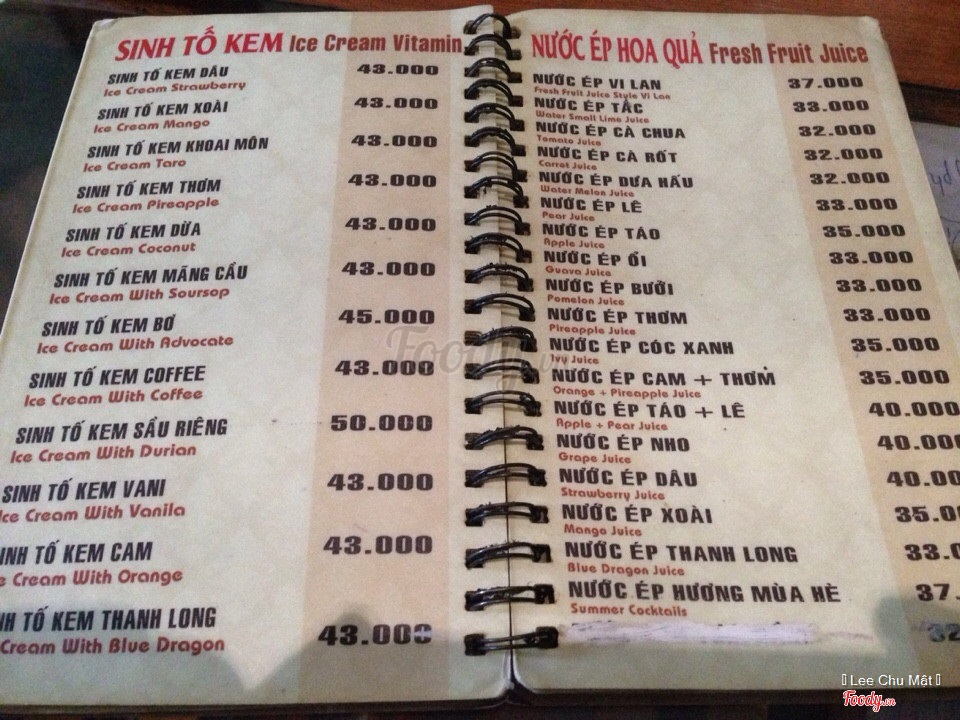 SINH TỐ KEM Ice Cream Vitamin
SINH TỐ KEM DÂU 43.000
Ice Cream Strawberry
SINH TỐ KEM XOÀI 43.000
Ice Cream Mango
SINH TỐ KEM KHOAI MÔN 43.000
Ice Cream Taro
SINH TỐ KEM THƠM 43.000
Ice Cream Pireapple
SINH TỐ KEM DỪA 43.000
Ice Cream Coconut
SINH TỐ KEM MÃNG CẦU 43.000
Ice Cream With Soursop
SINH TỐ KEM BƠ 45.000
Ice Cream With Advocate
SINH TỐ KEM COFFEE 43.000
Ice Cream With Coffee
SINH TỐ KEM SẦU RIÊNG 50.000
Ice Cream With Durian
SINH TỐ KEM VANI 43.000
Ice Cream With Vanila
INH TỐ KEM CAM 43.000
e Cream With Orange
NH TỐ KEM THANH LONG 43.000
Cream With Blue Dragon
NƯỚC ÉP HOA QUẢ Fresh Fruit Juice
NƯỚC ÉP VI LAN 37.000
Fresh Fruit Juice Style Vi Lan
NƯỚC ÉP TẮC 33.000
Water Small Lime Juice
NƯỚC ÉP CÀ CHUA 32.000
Tomato Juice
NƯỚC ÉP CÀ RỐT 32.000
Carrot Juice
NƯỚC ÉP DƯA HẤU 32.000
Water Melon Juice
NƯỚC ÉP LÊ 33.000
Pear Juice
NƯỚC ÉP TÁO 35.000
Apple Juice
NƯỚC ÉP ỔI 33.000
Guava Juice
NƯỚC ÉP BƯỞI 33.000
Pomelon Juice
NƯỚC ÉP THƠM 33.000
Pireapple Juice
NƯỚC ÉP CÓC XANH 35.000
Ivy Juice
NƯỚC ÉP CAM + THƠM 35.000
Orange + Pireapple Juice
NƯỚC ÉP TÁO + LÊ 40.000
Apple + Pear Juice
NƯỚC ÉP NHO 40.000
Grape Juice
NƯỚC ÉP DÂU 40.0
Strawberry Juice
NƯỚC ÉP XOÀI 35.0
Mango Juice
NƯỚC ÉP THANH LONG 33.
Blue Dragon Juice
NƯỚC ÉP HƯƠNG MÙA HÈ 37.
Summer Cocktails
32
Foody.vn
Lee Chu Mật
Foody.vn